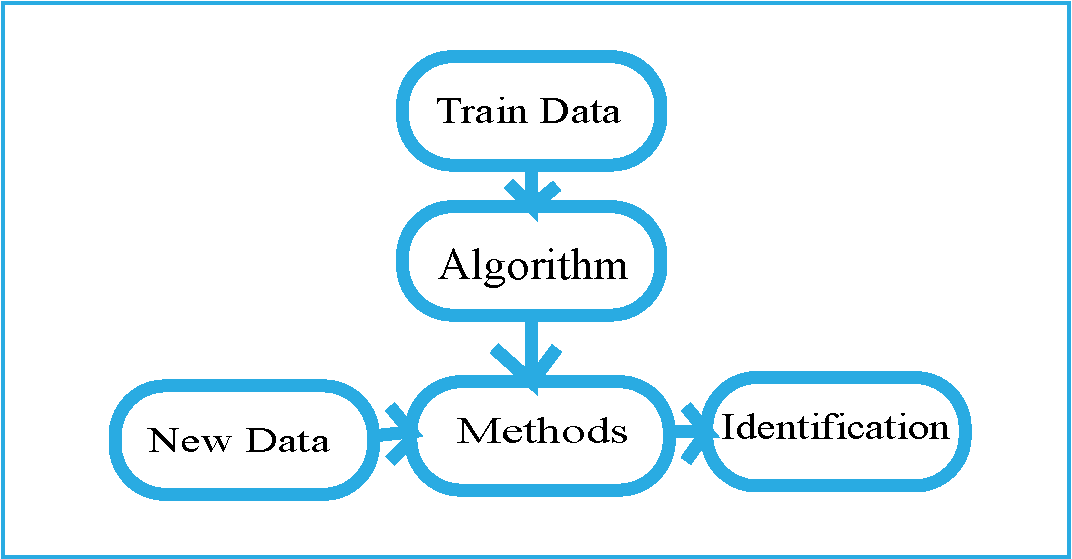 Train Data
Algorithm
New Data
Methods
Identification